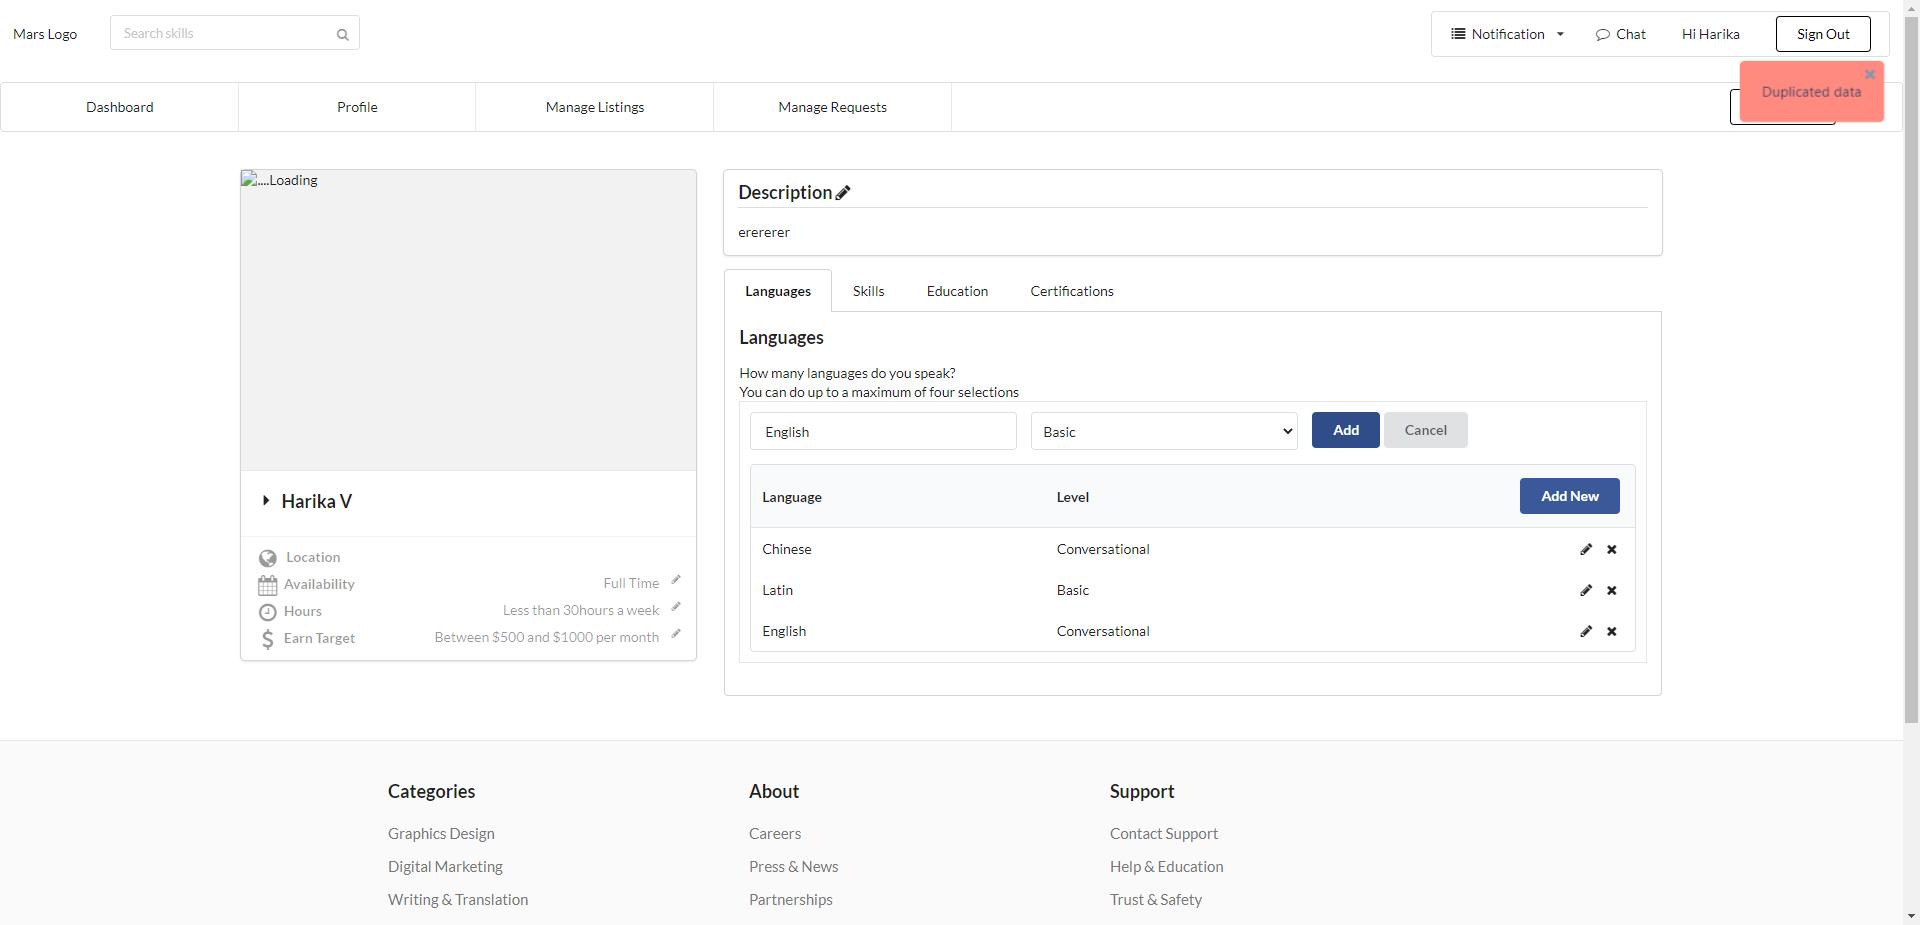 Mars Logo
Search skills
Notification
Chat
Hi Harika
Sign Out
Duplicated data
Dashboard
Profile
Manage Listings
Manage Requests
....Loading
Harika V
Location
Availability
Full Time
Hours
Less than 30hours a week
Earn Target
Between $500 and $1000 per month
Description
erererer
Languages
Skills
Education
Certifications
Languages
How many languages do you speak?
You can do up to a maximum of four selections
English
Basic
Add
Cancel
Language
Level
Add New
Chinese
Conversational
Latin
Basic
English
Conversational
Categories
Graphics Design
Digital Marketing
Writing & Translation
About
Careers
Press & News
Partnerships
Support
Contact Support
Help & Education
Trust & Safety